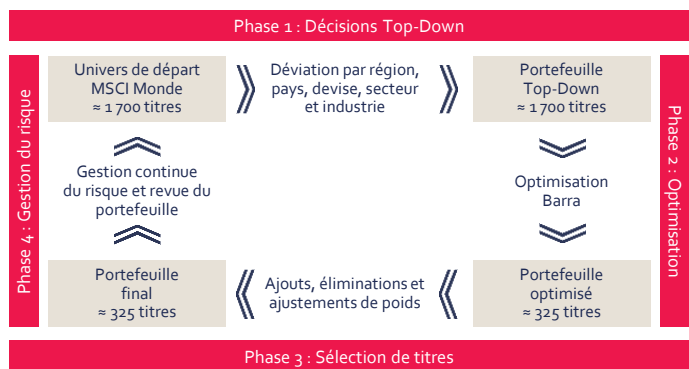 Phase 1 : Décisions Top-Down
Univers de départ
MSCI Monde
≈ 1 700 titres
Déviation par région,
pays, devise, secteur
et industrie
Portefeuille
Top-Down
≈ 1 700 titres
Phase 2 : Optimisation
Optimisation
Barra
Portefeuille
optimisé
≈ 325 titres
Phase 3 : Sélection de titres
Ajouts, éliminations et
ajustements de poids
Portefeuille
final
≈ 325 titres
Phase 4 : Gestion du risque
Gestion continue
du risque et revue du
portefeuille